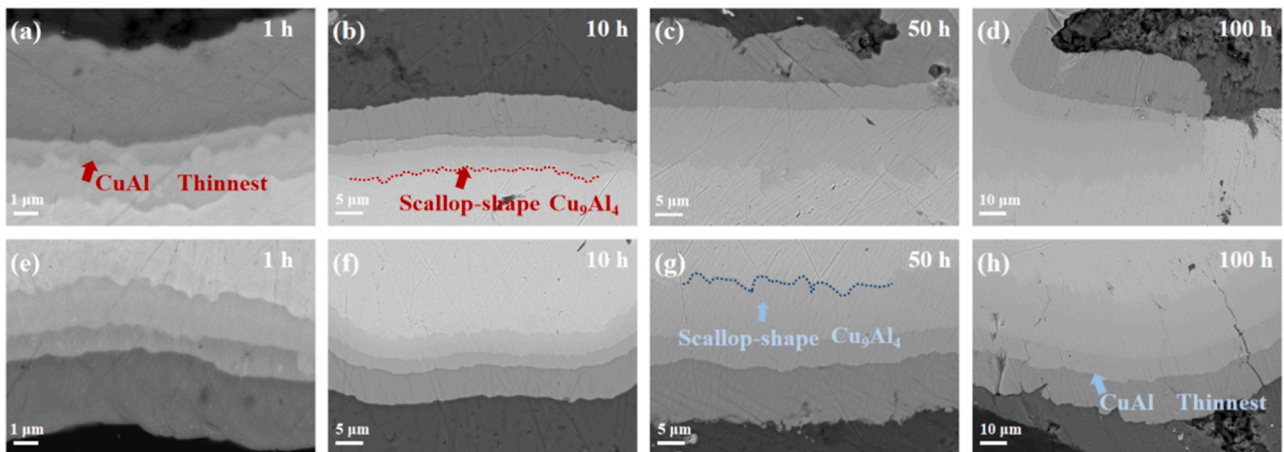 (a) 1 h
CuAl Thinnest
1 μm
(b) 10 h
Scallop-shape Cu₉Al₄
5 μm
(c) 50 h
5 μm
(d) 100 h
10 μm
(e) 1 h
1 μm
(f) 10 h
5 μm
(g) 50 h
Scallop-shape Cu₉Al₄
5 μm
(h) 100 h
CuAl Thinnest
10 μm